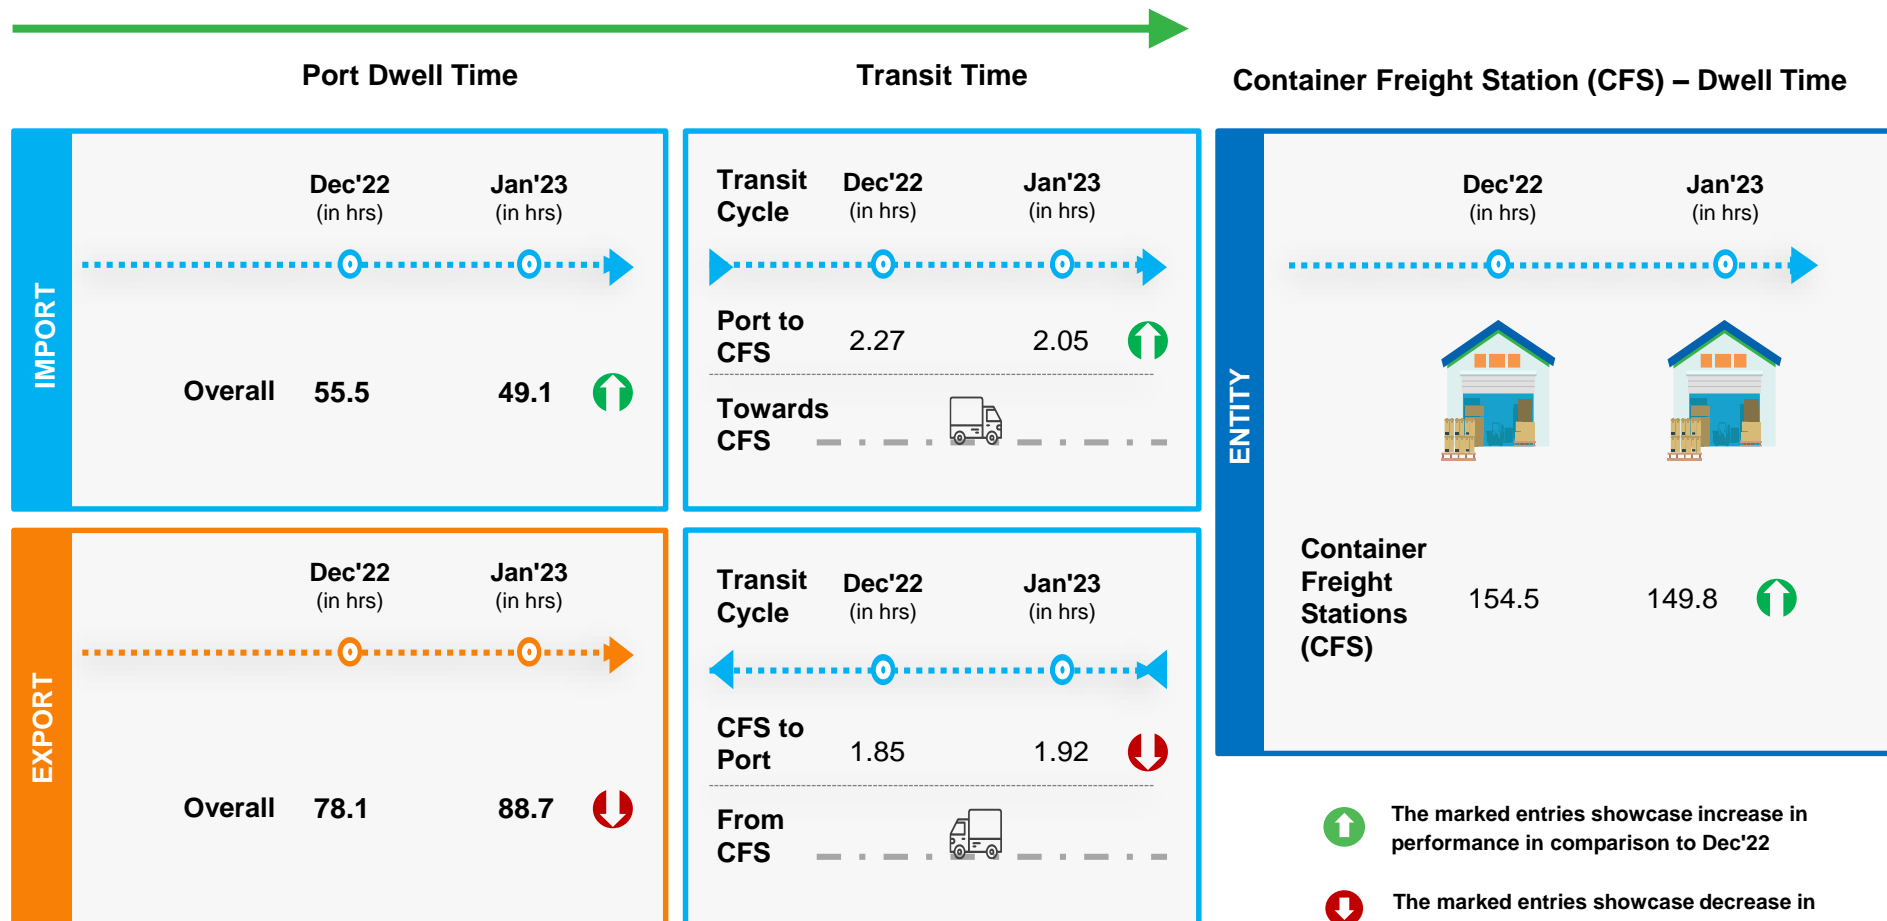 Port Dwell Time
Transit Time
Container Freight Station (CFS) – Dwell Time
IMPORT
Dec'22
(in hrs)
Jan'23
(in hrs)
Overall 55.5 49.1
Transit
Cycle
Dec'22
(in hrs)
Jan'23
(in hrs)
Port to
CFS
2.27 2.05
Towards
CFS
ENTITY
Dec'22
(in hrs)
Jan'23
(in hrs)
Container
Freight
Stations
(CFS)
154.5 149.8
EXPORT
Dec'22
(in hrs)
Jan'23
(in hrs)
Overall 78.1 88.7
Transit
Cycle
Dec'22
(in hrs)
Jan'23
(in hrs)
CFS to
Port
1.85 1.92
From
CFS
The marked entries showcase increase in
performance in comparison to Dec'22
The marked entries showcase decrease in